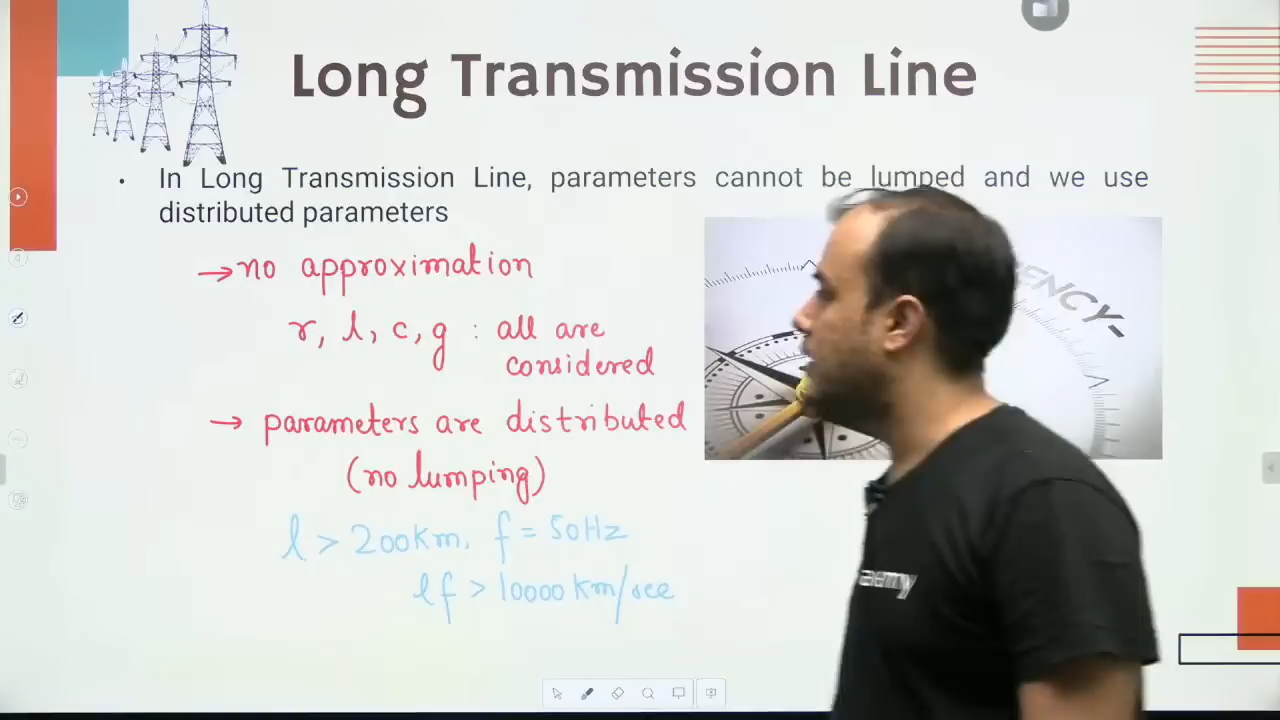 Long Transmission Line
• In Long Transmission Line, parameters cannot be lumped and we use
distributed parameters
→ no approximation
r, l, c, g : all are
considered
→ parameters are distributed
(no lumping)
l > 200Km, f = 50Hz
lf > 10000 Km/sec